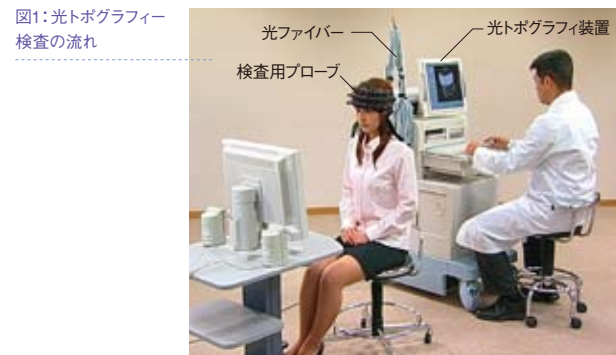 図1：光トポグラフィー
検査の流れ
光ファイバー
光トポグラフィ装置
検査用プローブ